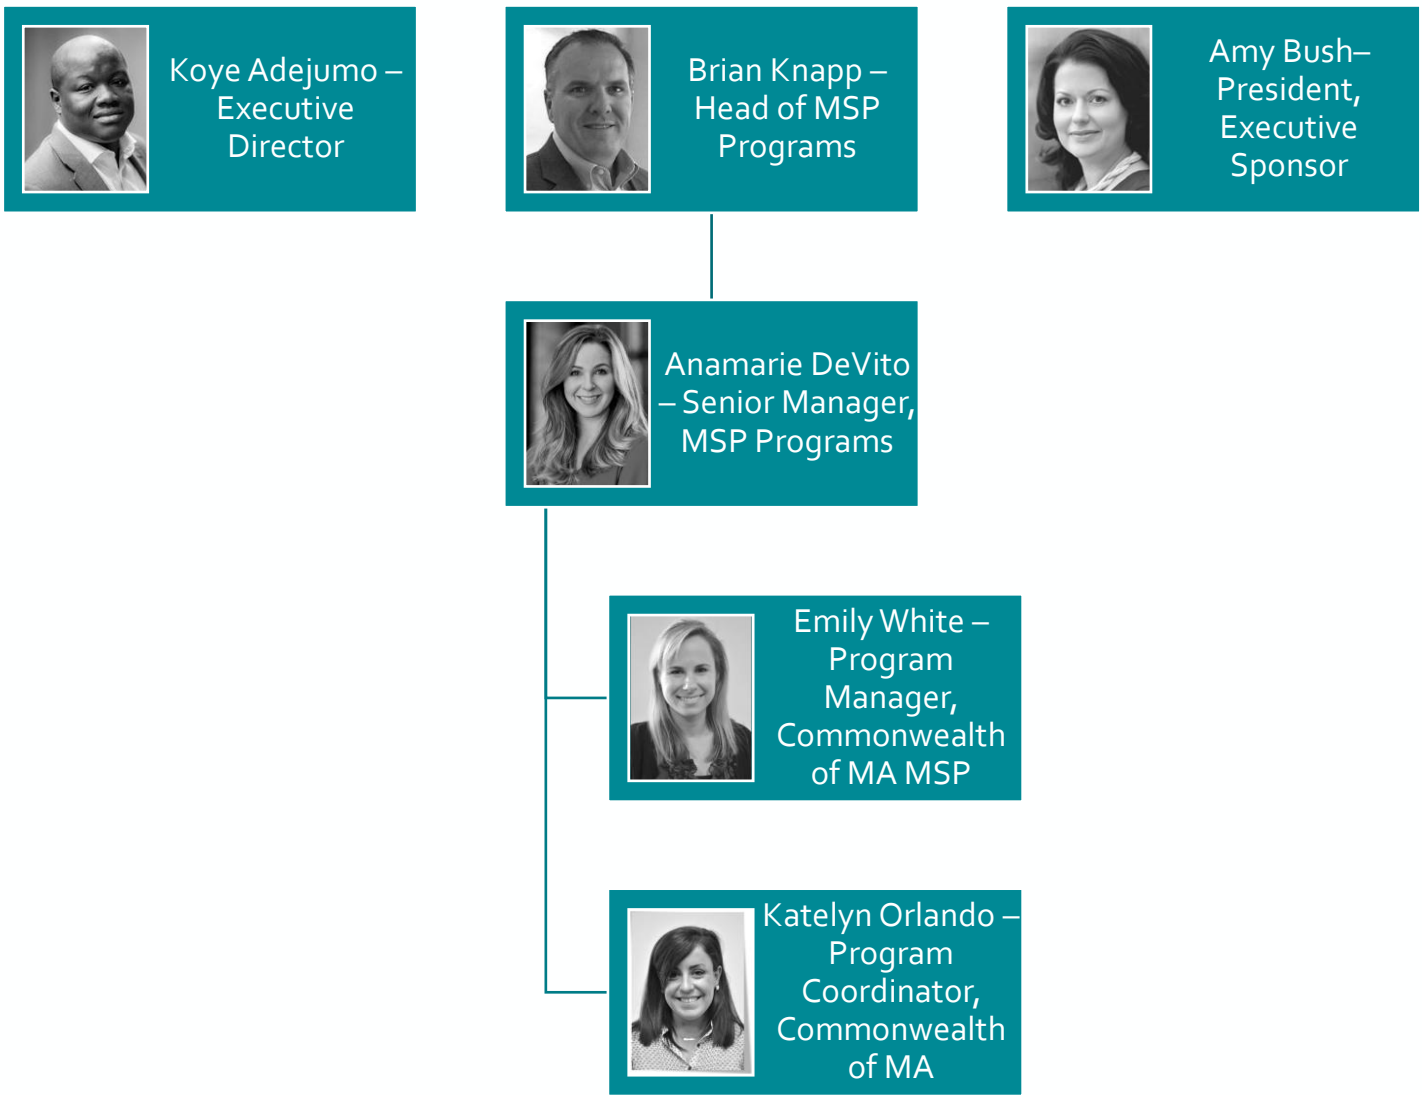 Koye Adejumo –
Executive
Director
Brian Knapp –
Head of MSP
Programs
Amy Bush–
President,
Executive
Sponsor
Anamarie DeVito
– Senior Manager,
MSP Programs
Emily White –
Program
Manager,
Commonwealth
of MA MSP
Katelyn Orlando –
Program
Coordinator,
Commonwealth
of MA